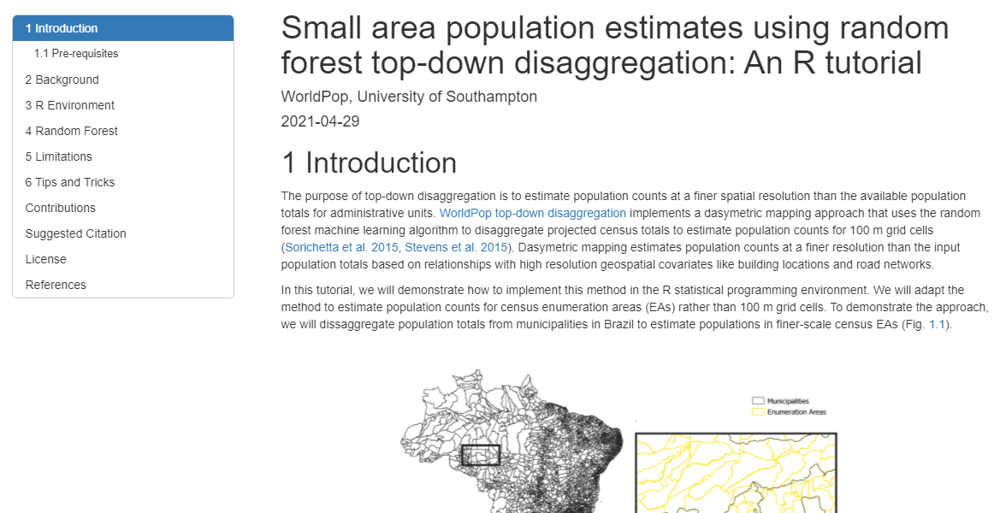 1 Introduction
1.1 Pre-requisites
2 Background
3 R Environment
4 Random Forest
5 Limitations
6 Tips and Tricks
Contributions
Suggested Citation
License
References
Small area population estimates using random
forest top-down disaggregation: An R tutorial
WorldPop, University of Southampton
2021-04-29
1 Introduction
The purpose of top-down disaggregation is to estimate population counts at a finer spatial resolution than the available population
totals for administrative units. WorldPop top-down disaggregation implements a dasymetric mapping approach that uses the random
forest machine learning algorithm to disaggregate projected census totals to estimate population counts for 100 m grid cells
(Sorichetta et al. 2015, Stevens et al. 2015). Dasymetric mapping estimates population counts at a finer resolution than the input
population totals based on relationships with high resolution geospatial covariates like building locations and road networks.
In this tutorial, we will demonstrate how to implement this method in the R statistical programming environment. We will adapt the
method to estimate population counts for census enumeration areas (EAs) rather than 100 m grid cells. To demonstrate the approach,
we will dissaggregate population totals from municipalities in Brazil to estimate populations in finer-scale census EAs (Fig. 1.1).
Municipalities
Enumeration Areas